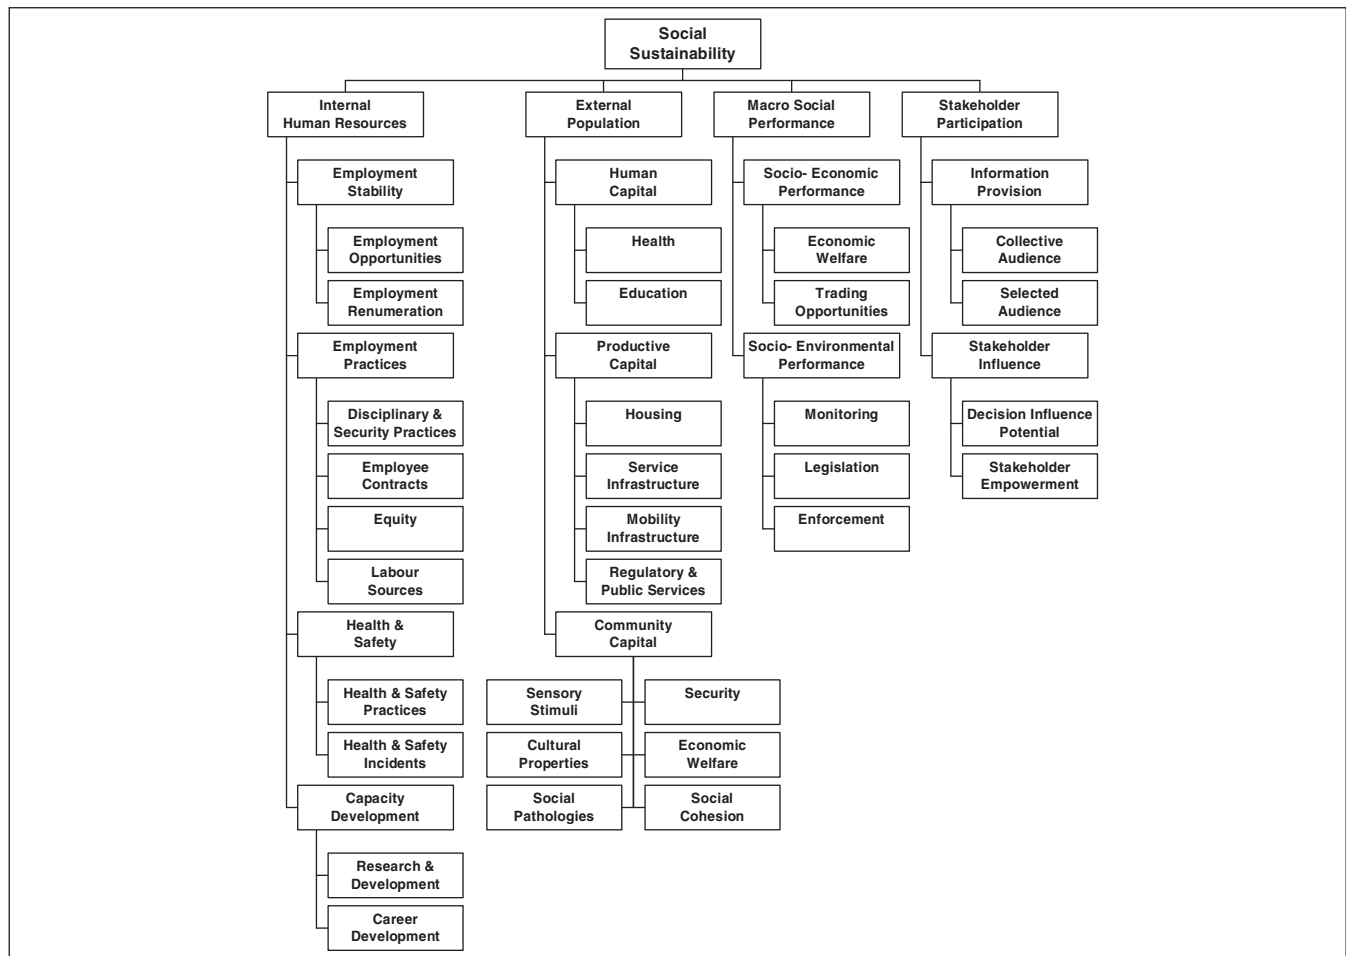 Social
Sustainability
Internal
Human Resources
External
Population
Macro Social
Performance
Stakeholder
Participation
Employment
Stability
Employment
Opportunities
Employment
Renumeration
Employment
Practices
Disciplinary &
Security Practices
Employee
Contracts
Equity
Labour
Sources
Health &
Safety
Health & Safety
Practices
Health & Safety
Incidents
Capacity
Development
Research &
Development
Career
Development
Human
Capital
Health
Education
Productive
Capital
Housing
Service
Infrastructure
Mobility
Infrastructure
Regulatory &
Public Services
Community
Capital
Sensory
Stimuli
Security
Cultural
Properties
Economic
Welfare
Social
Pathologies
Social
Cohesion
Socio- Economic
Performance
Economic
Welfare
Trading
Opportunities
Socio- Environmental
Performance
Monitoring
Legislation
Enforcement
Information
Provision
Collective
Audience
Selected
Audience
Stakeholder
Influence
Decision Influence
Potential
Stakeholder
Empowerment